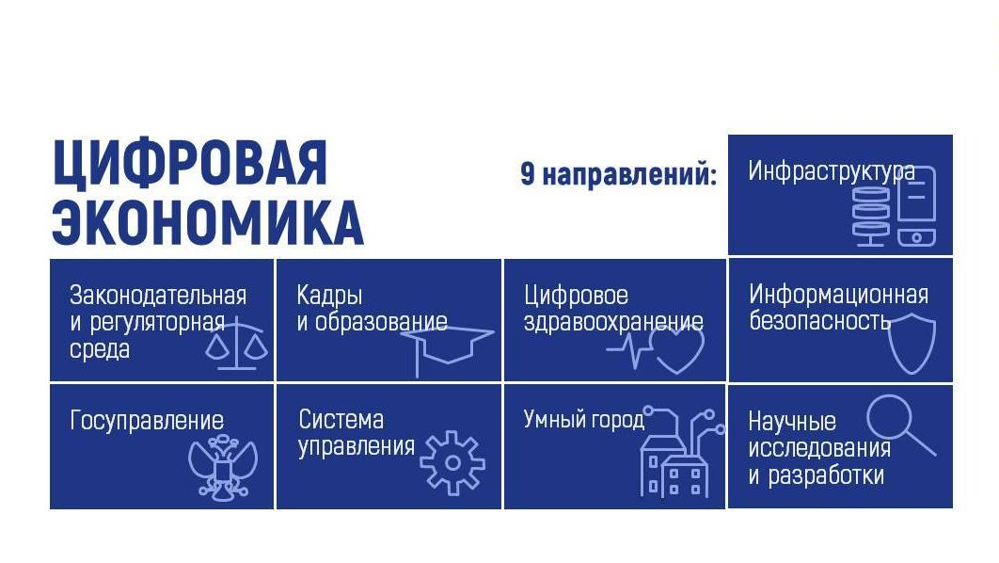 ЦИФРОВАЯ
ЭКОНОМИКА
9 направлений:
Инфраструктура
Законодательная
и регуляторная
среда
Кадры
и образование
Цифровое
здравоохранение
Информационная
безопасность
Госуправление
Система
управления
Умный город
Научные
исследования
и разработки